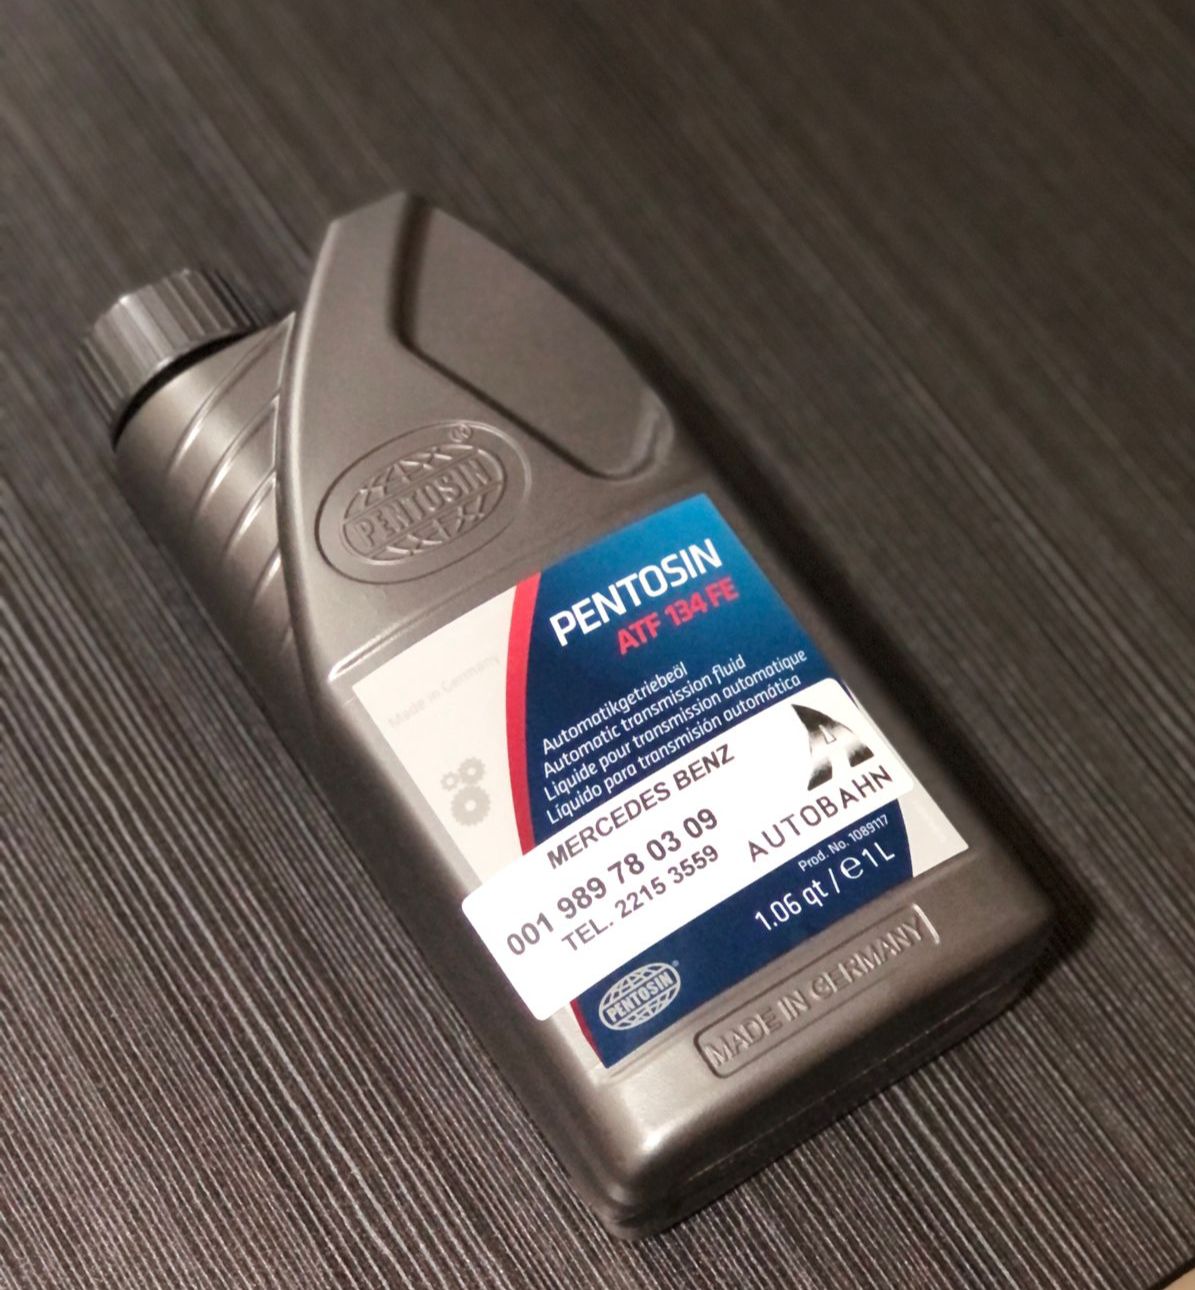 PENTOSIN ®
Made in Germany
PENTOSIN
ATF 134 FE
Automatikgetriebeöl
Automatic transmission fluid
Liquide pour transmission automatique
Líquido para transmisión automática
MERCEDES BENZ
001 989 78 03 09
TEL. 2215 3559
AUTOBAHN
Prod. No. 1089117
1.06 qt / ℮ 1 L
PENTOSIN ®
MADE IN GERMANY